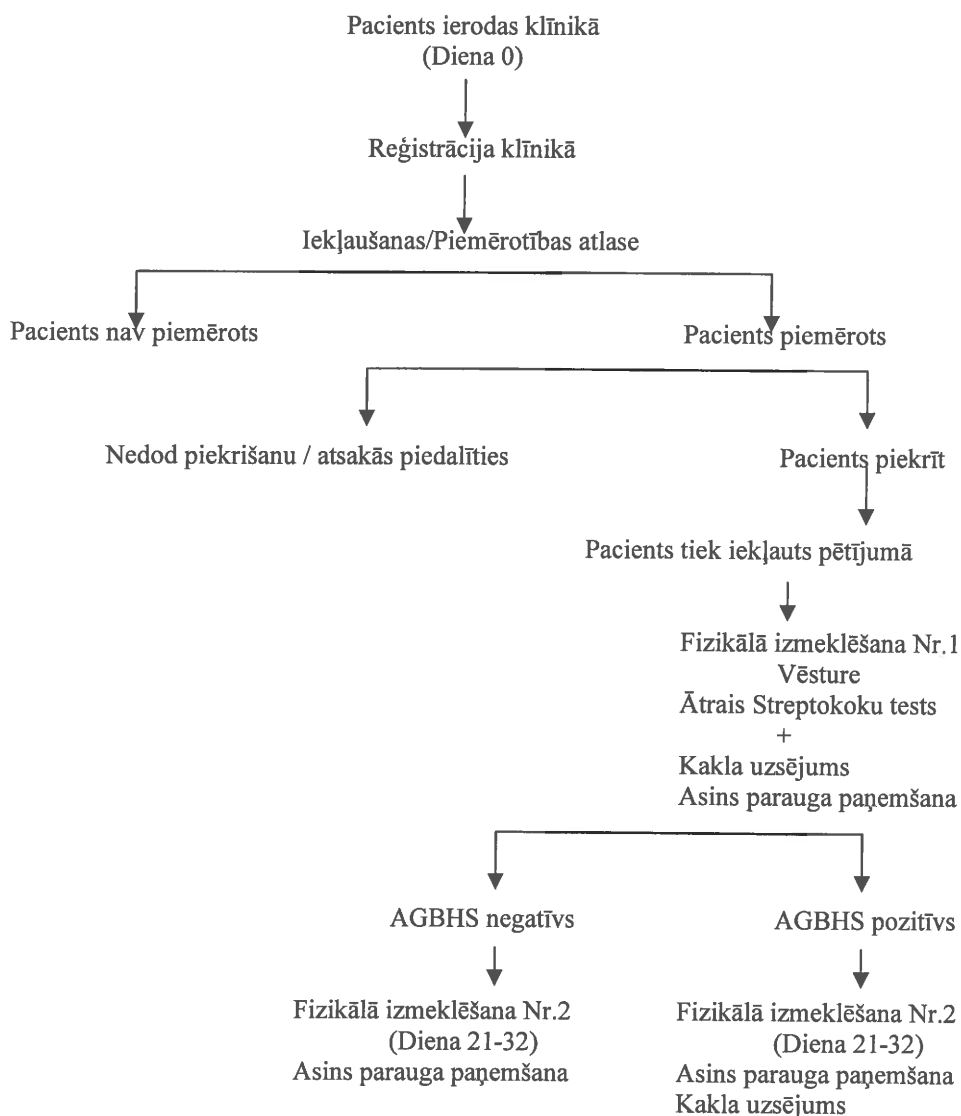 Pacients ierodas klīnikā
(Diena 0)
Reģistrācija klīnikā
Iekļaušanas/Piemērotības atlase
Pacients nav piemērots
Pacients piemērots
Nedod piekrišanu / atsakās piedalīties
Pacients piekrīt
Pacients tiek iekļauts pētījumā
Fizikālā izmeklēšana Nr.1
Vēsture
Ātrais Streptokoku tests
+
Kakla uzsējums
Asins parauga paņemšana
AGBHS negatīvs
AGBHS pozitīvs
Fizikālā izmeklēšana Nr.2
(Diena 21-32)
Asins parauga paņemšana
Fizikālā izmeklēšana Nr.2
(Diena 21-32)
Asins parauga paņemšana
Kakla uzsējums